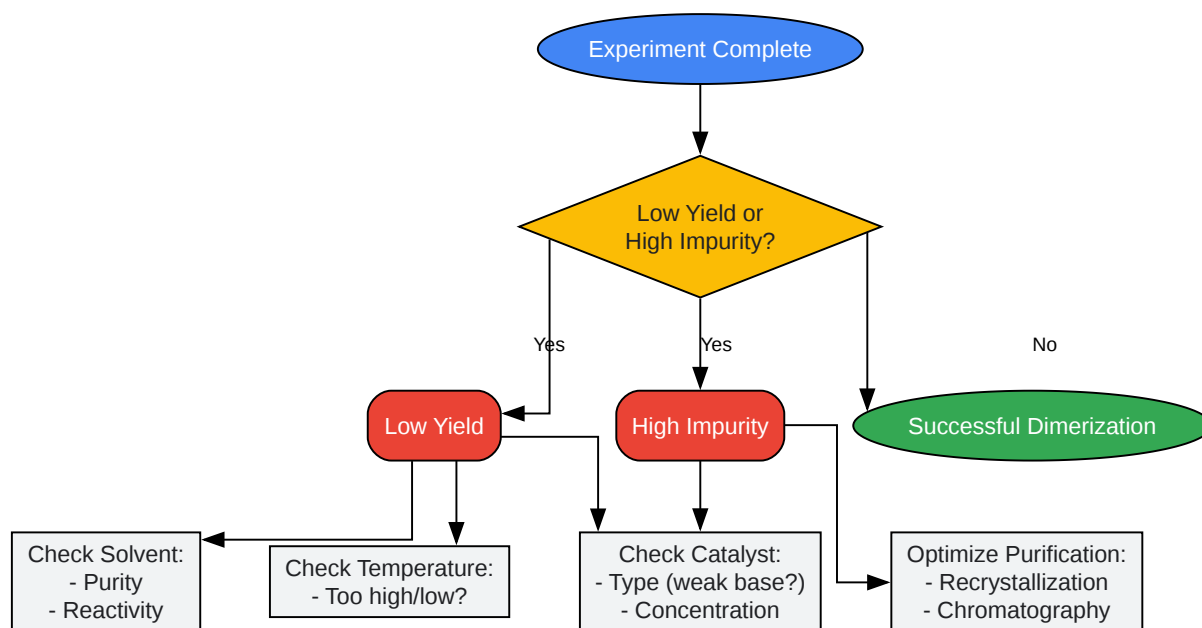 Experiment Complete
Low Yield or
High Impurity?
Yes
Yes
No
Low Yield
High Impurity
Successful Dimerization
Check Solvent:
- Purity
- Reactivity
Check Temperature:
- Too high/low?
Check Catalyst:
- Type (weak base?)
- Concentration
Optimize Purification:
- Recrystallization
- Chromatography